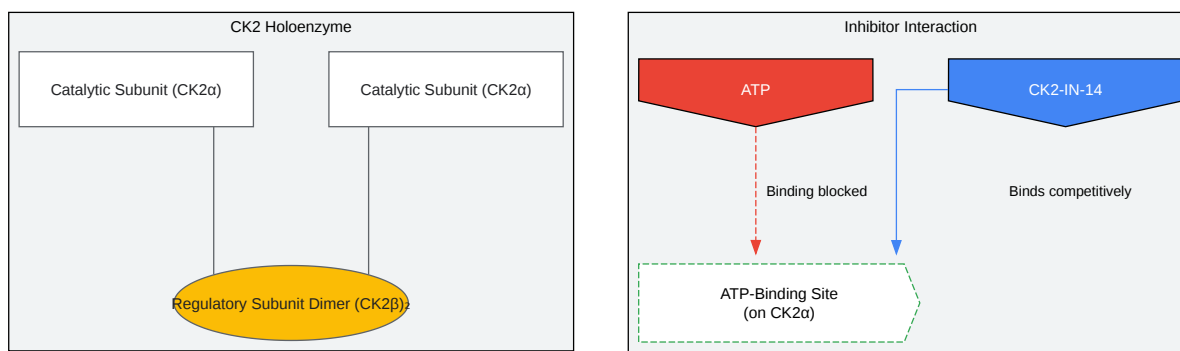 CK2 Holoenzyme
Catalytic Subunit (CK2α)
Catalytic Subunit (CK2α)
Regulatory Subunit Dimer (CK2β)₂
Inhibitor Interaction
ATP
CK2-IN-14
Binding blocked
Binds competitively
ATP-Binding Site
(on CK2α)